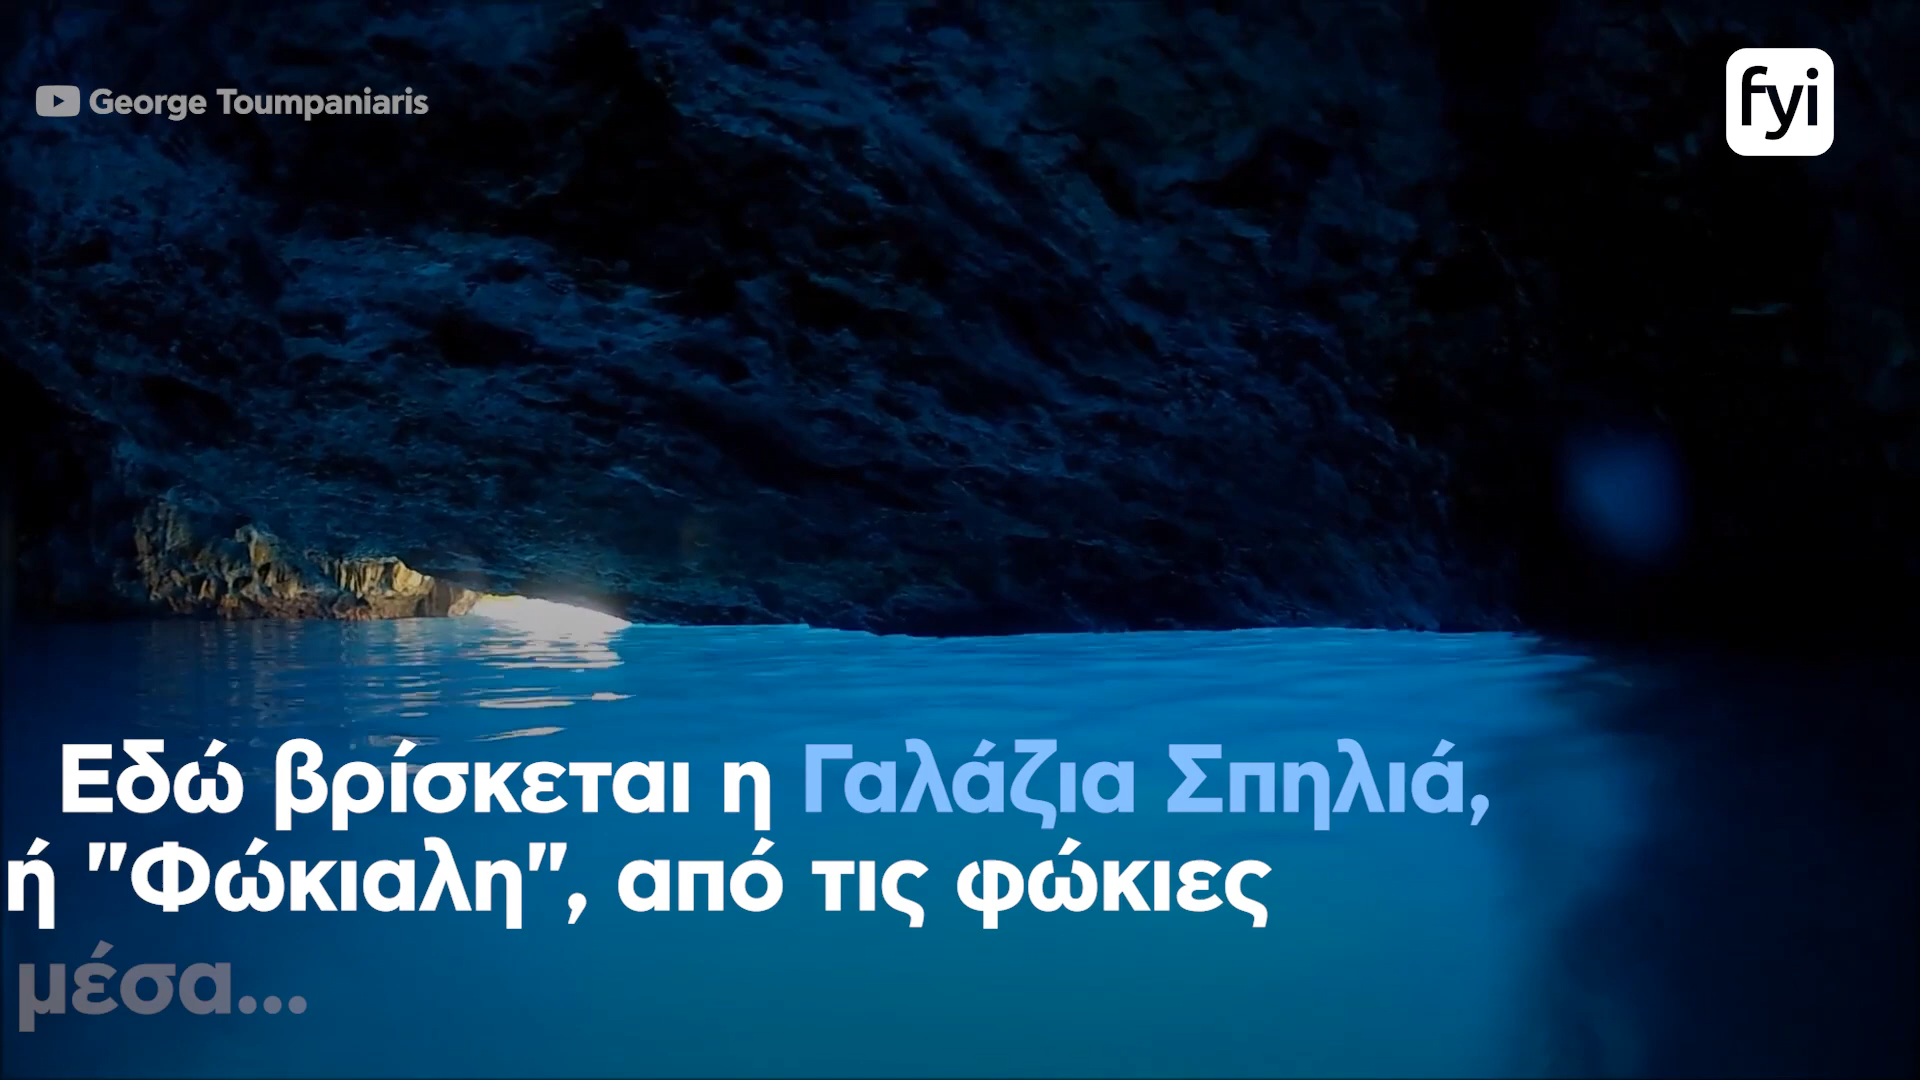 George Toumpaniaris
fyi
Εδώ βρίσκεται η Γαλάζια Σπηλιά,
ή "Φώκιαλη", από τις φώκιες
μέσα...